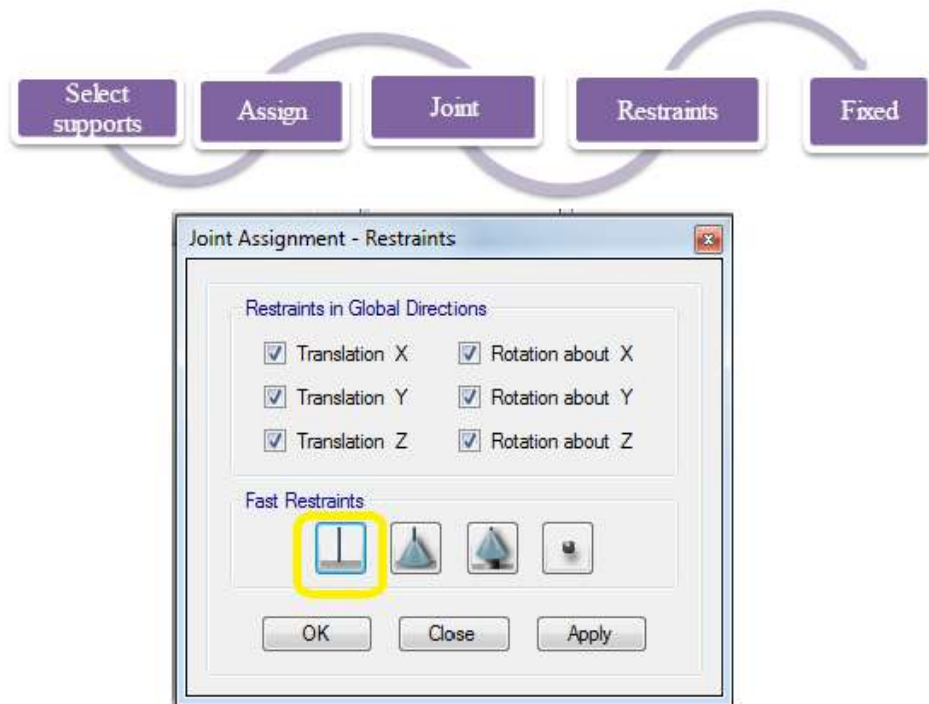 Select
supports
Assign
Joint
Restraints
Fixed
Joint Assignment - Restraints
Restraints in Global Directions
Translation X
Rotation about X
Translation Y
Rotation about Y
Translation Z
Rotation about Z
Fast Restraints
OK
Close
Apply